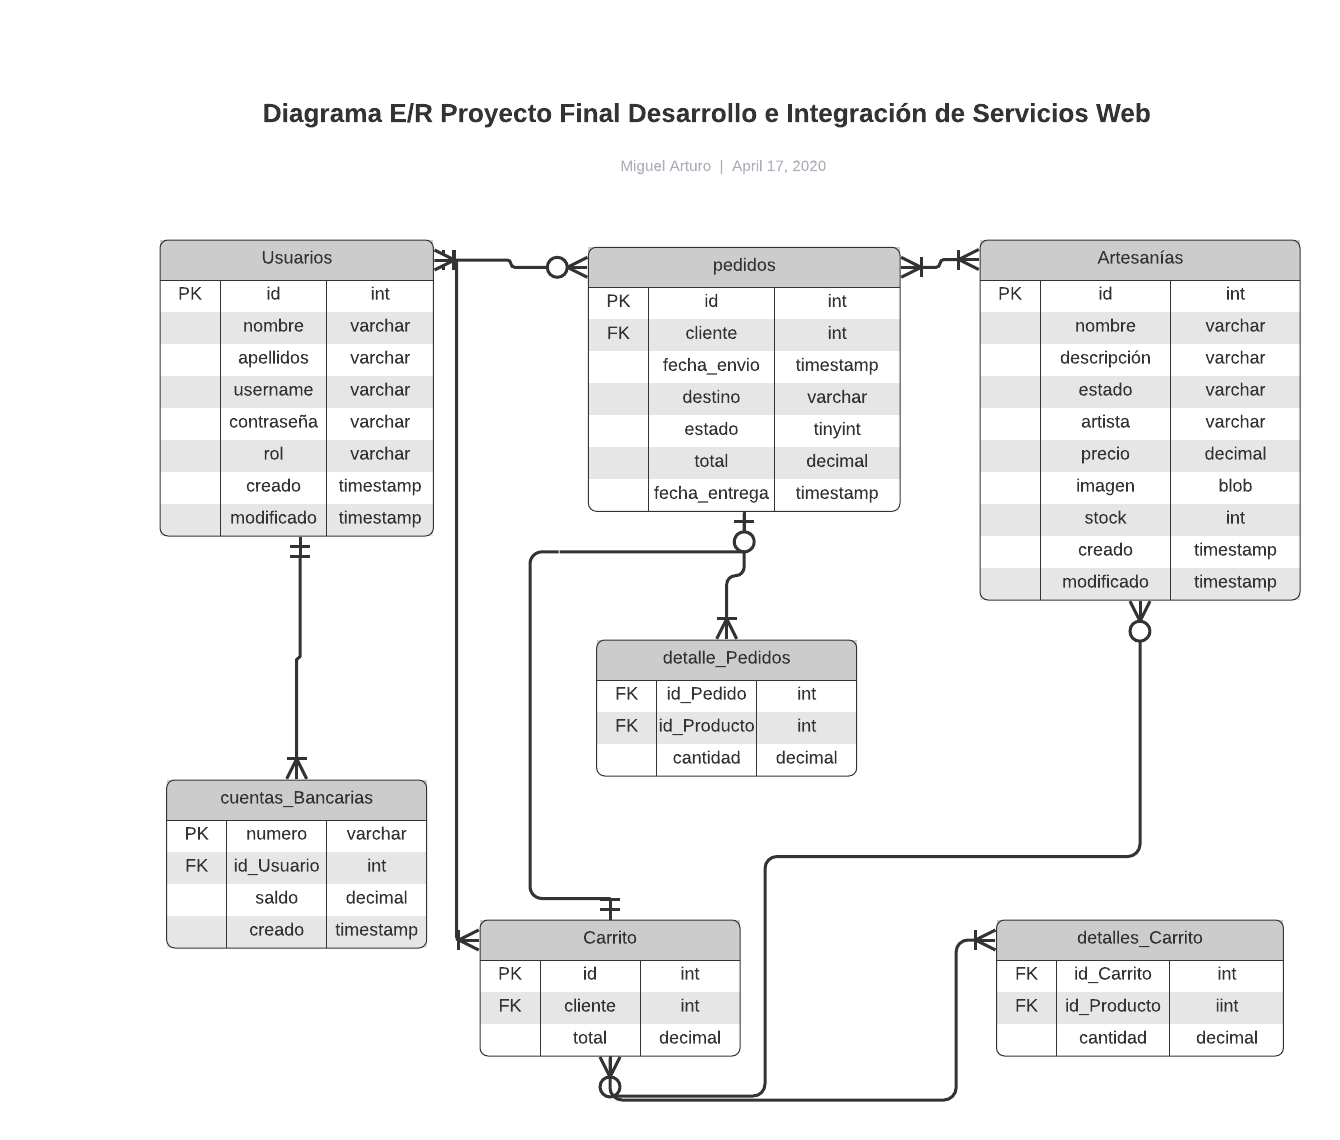 Diagrama E/R Proyecto Final Desarrollo e Integración de Servicios Web
Miguel Arturo | April 17, 2020
Usuarios
PK id int
nombre varchar
apellidos varchar
username varchar
contraseña varchar
rol varchar
creado timestamp
modificado timestamp
pedidos
PK id int
FK cliente int
fecha_envio timestamp
destino varchar
estado tinyint
total decimal
fecha_entrega timestamp
Artesanías
PK id int
nombre varchar
descripción varchar
estado varchar
artista varchar
precio decimal
imagen blob
stock int
creado timestamp
modificado timestamp
detalle_Pedidos
FK id_Pedido int
FK id_Producto int
cantidad decimal
cuentas_Bancarias
PK numero varchar
FK id_Usuario int
saldo decimal
creado timestamp
Carrito
PK id int
FK cliente int
total decimal
detalles_Carrito
FK id_Carrito int
FK id_Producto iint
cantidad decimal